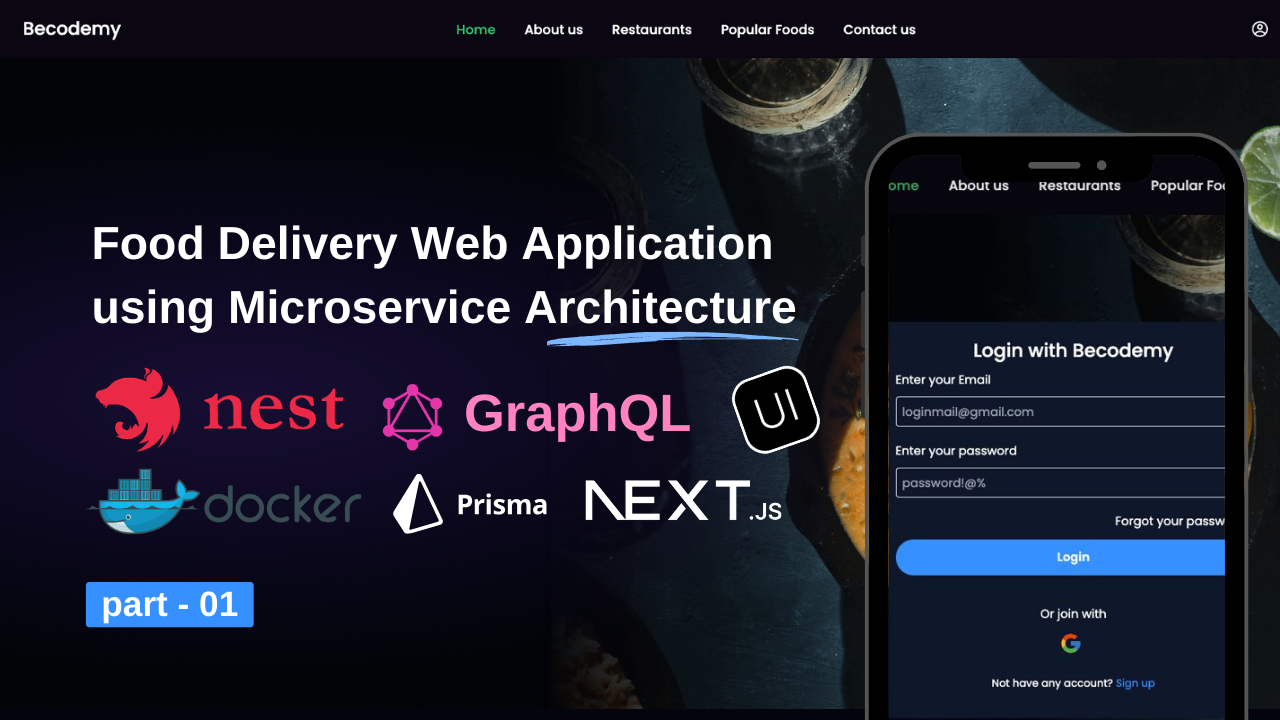 Becodemy
Home About us Restaurants Popular Foods Contact us
Food Delivery Web Application
using Microservice Architecture
nest GraphQL UI
docker Prisma NEXT.JS
part - 01
ome About us Restaurants Popular Foo
Login with Becodemy
Enter your Email
loginmail@gmail.com
Enter your password
password!@%
Forgot your passw
Login
Or join with
G
Not have any account? Sign up